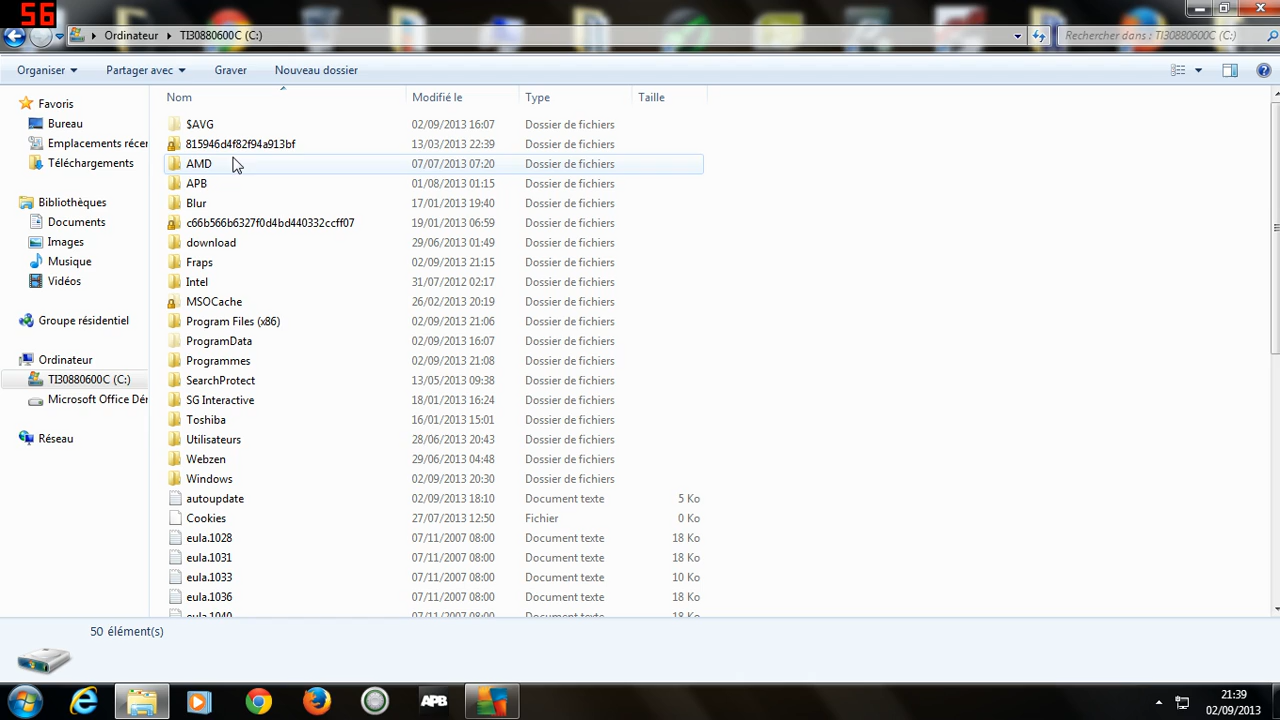 56
Ordinateur ▸ TI30880600C (C:)
Rechercher dans : TI30880600C (C:)
Organiser
Partager avec
Graver
Nouveau dossier
Nom Modifié le Type Taille
Favoris
Bureau
Emplacements récer
Téléchargements
Bibliothèques
Documents
Images
Musique
Vidéos
Groupe résidentiel
Ordinateur
TI30880600C (C:)
Microsoft Office Dér
Réseau
$AVG 02/09/2013 16:07 Dossier de fichiers
815946d4f82f94a913bf 13/03/2013 22:39 Dossier de fichiers
AMD 07/07/2013 07:20 Dossier de fichiers
APB 01/08/2013 01:15 Dossier de fichiers
Blur 17/01/2013 19:40 Dossier de fichiers
c66b566b6327f0d4bd440332ccff07 19/01/2013 06:59 Dossier de fichiers
download 29/06/2013 01:49 Dossier de fichiers
Fraps 02/09/2013 21:15 Dossier de fichiers
Intel 31/07/2012 02:17 Dossier de fichiers
MSOCache 26/02/2013 20:19 Dossier de fichiers
Program Files (x86) 02/09/2013 21:06 Dossier de fichiers
ProgramData 02/09/2013 16:07 Dossier de fichiers
Programmes 02/09/2013 21:08 Dossier de fichiers
SearchProtect 13/05/2013 09:38 Dossier de fichiers
SG Interactive 18/01/2013 16:24 Dossier de fichiers
Toshiba 16/01/2013 15:01 Dossier de fichiers
Utilisateurs 28/06/2013 20:43 Dossier de fichiers
Webzen 29/06/2013 04:48 Dossier de fichiers
Windows 02/09/2013 20:30 Dossier de fichiers
autoupdate 02/09/2013 18:10 Document texte 5 Ko
Cookies 27/07/2013 12:50 Fichier 0 Ko
eula.1028 07/11/2007 08:00 Document texte 18 Ko
eula.1031 07/11/2007 08:00 Document texte 18 Ko
eula.1033 07/11/2007 08:00 Document texte 10 Ko
eula.1036 07/11/2007 08:00 Document texte 18 Ko
eula.1040 07/11/2007 08:00 Document texte 18 Ko
50 élément(s)
APB
21:39
02/09/2013